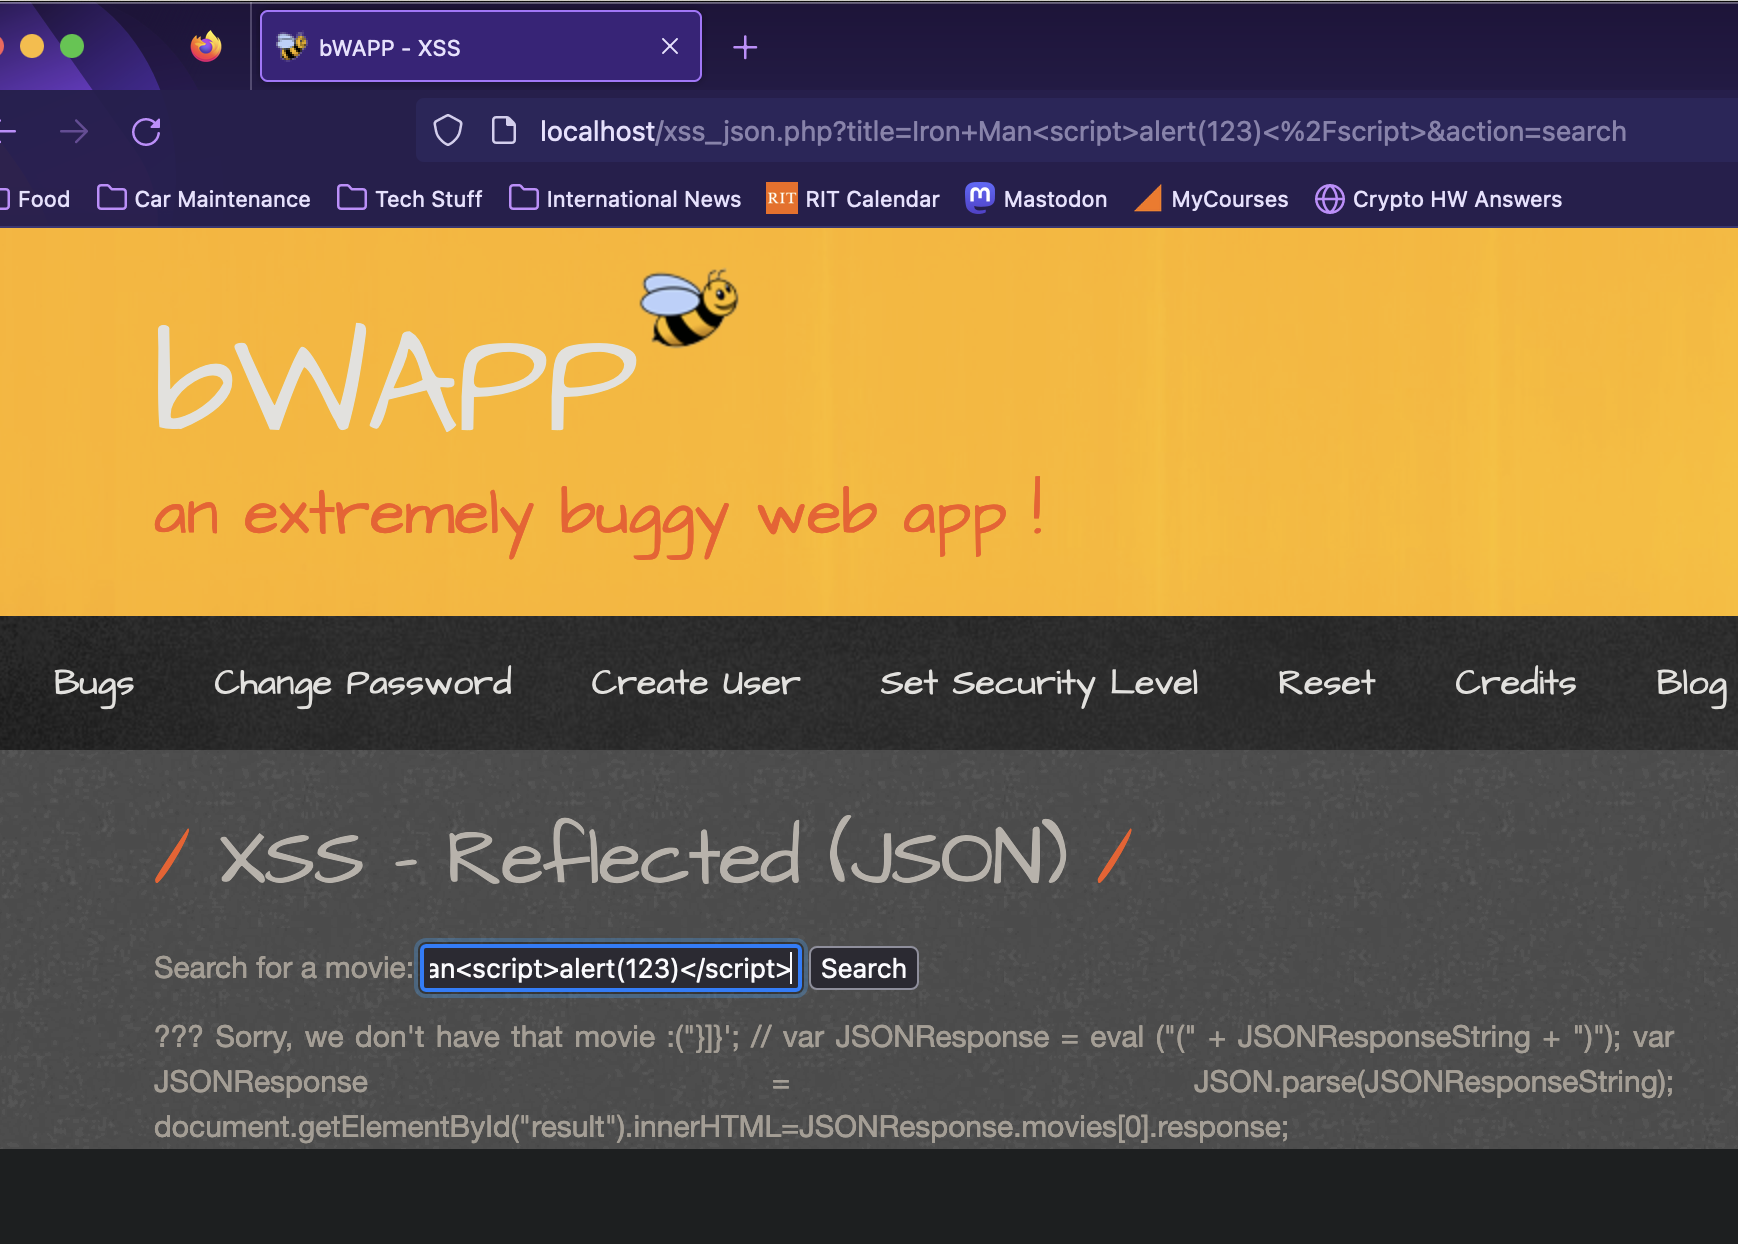 bWAPP - XSS
localhost/xss_json.php?title=Iron+Man<script>alert(123)<%2Fscript>&action=search
Food Car Maintenance Tech Stuff International News RIT RIT Calendar m Mastodon MyCourses Crypto HW Answers
bWAPP
an extremely buggy web app !
Bugs Change Password Create User Set Security Level Reset Credits Blog
/ XSS - Reflected (JSON) /
Search for a movie: an<script>alert(123)</script> Search
??? Sorry, we don't have that movie :("}]}'; // var JSONResponse = eval ("(" + JSONResponseString + ")"); var
JSONResponse = JSON.parse(JSONResponseString);
document.getElementById("result").innerHTML=JSONResponse.movies[0].response;